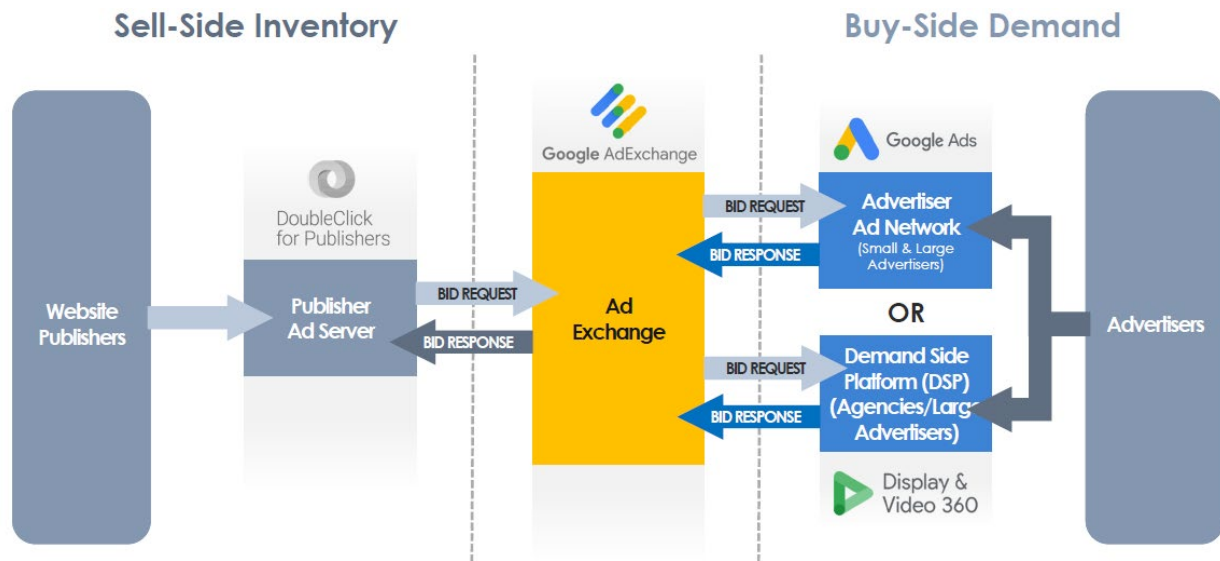 Sell-Side Inventory
Buy-Side Demand
Website
Publishers
DoubleClick
for Publishers
Publisher
Ad Server
BID REQUEST
BID RESPONSE
Google AdExchange
Ad
Exchange
BID REQUEST
BID RESPONSE
BID REQUEST
BID RESPONSE
Google Ads
Advertiser
Ad Network
(Small & Large
Advertisers)
OR
Demand Side
Platform (DSP)
(Agencies/Large
Advertisers)
Display &
Video 360
Advertisers